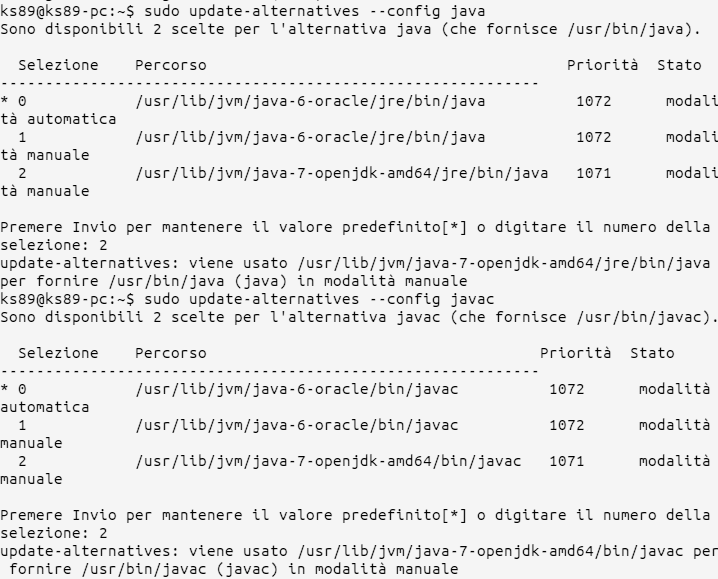 ks89@ks89-pc:~$ sudo update-alternatives --config java
Sono disponibili 2 scelte per l'alternativa java (che fornisce /usr/bin/java).
  Selezione    Percorso                                        Priorità  Stato
------------------------------------------------------------
* 0            /usr/lib/jvm/java-6-oracle/jre/bin/java          1072      modali
tà automatica
  1            /usr/lib/jvm/java-6-oracle/jre/bin/java          1072      modali
tà manuale
  2            /usr/lib/jvm/java-7-openjdk-amd64/jre/bin/java   1071      modali
tà manuale
Premere Invio per mantenere il valore predefinito[*] o digitare il numero della
selezione: 2
update-alternatives: viene usato /usr/lib/jvm/java-7-openjdk-amd64/jre/bin/java
per fornire /usr/bin/java (java) in modalità manuale
ks89@ks89-pc:~$ sudo update-alternatives --config javac
Sono disponibili 2 scelte per l'alternativa javac (che fornisce /usr/bin/javac).
  Selezione    Percorso                                     Priorità  Stato
------------------------------------------------------------
* 0            /usr/lib/jvm/java-6-oracle/bin/javac          1072      modalità
automatica
  1            /usr/lib/jvm/java-6-oracle/bin/javac          1072      modalità
manuale
  2            /usr/lib/jvm/java-7-openjdk-amd64/bin/javac   1071      modalità
manuale
Premere Invio per mantenere il valore predefinito[*] o digitare il numero della
selezione: 2
update-alternatives: viene usato /usr/lib/jvm/java-7-openjdk-amd64/bin/javac per
 fornire /usr/bin/javac (javac) in modalità manuale